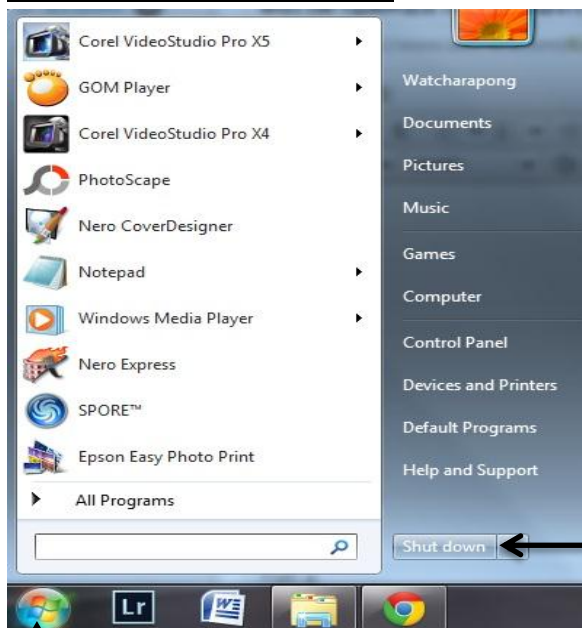 Corel VideoStudio Pro X5
GOM Player
Corel VideoStudio Pro X4
PhotoScape
Nero CoverDesigner
Notepad
Windows Media Player
Nero Express
SPORE™
Epson Easy Photo Print
All Programs
Watcharapong
Documents
Pictures
Music
Games
Computer
Control Panel
Devices and Printers
Default Programs
Help and Support
Shut down
Lr
W